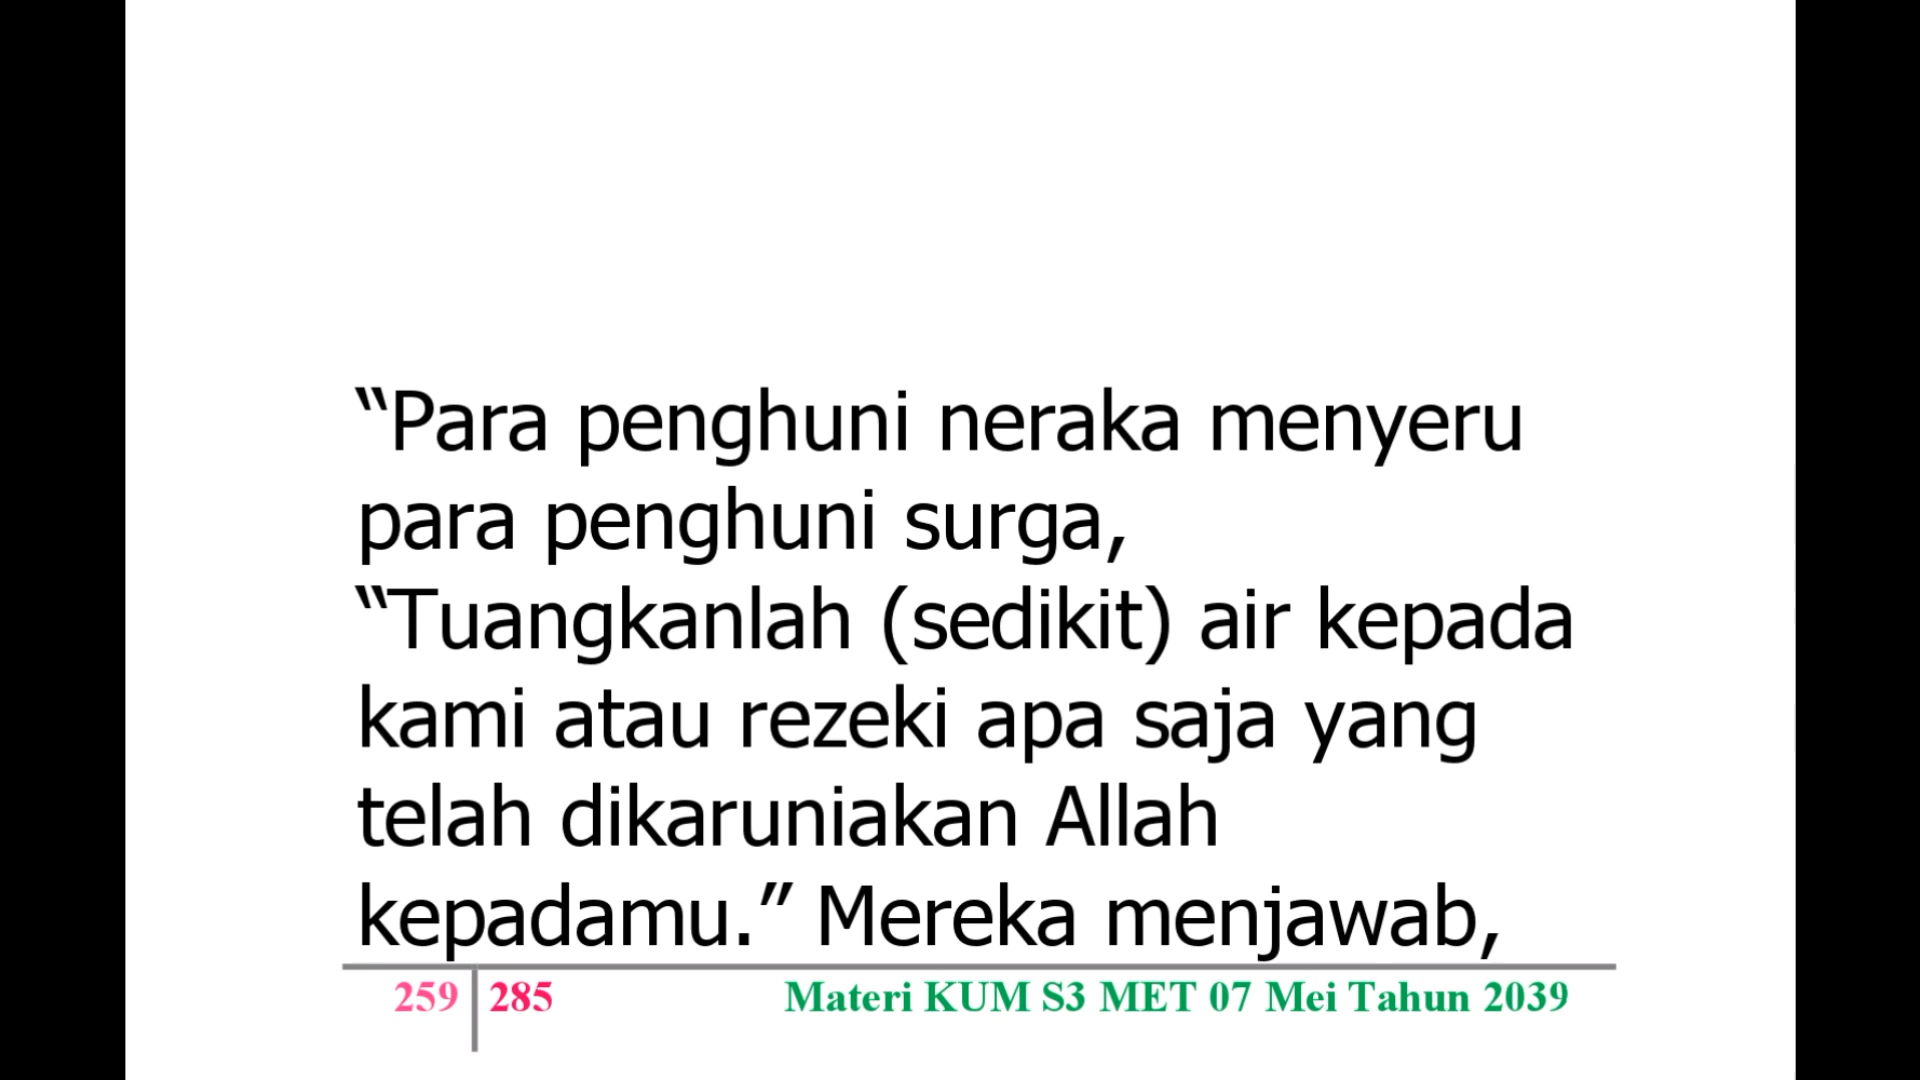 “Para penghuni neraka menyeru
para penghuni surga,
“Tuangkanlah (sedikit) air kepada
kami atau rezeki apa saja yang
telah dikaruniakan Allah
kepadamu.” Mereka menjawab,
259 285 Materi KUM S3 MET 07 Mei Tahun 2039